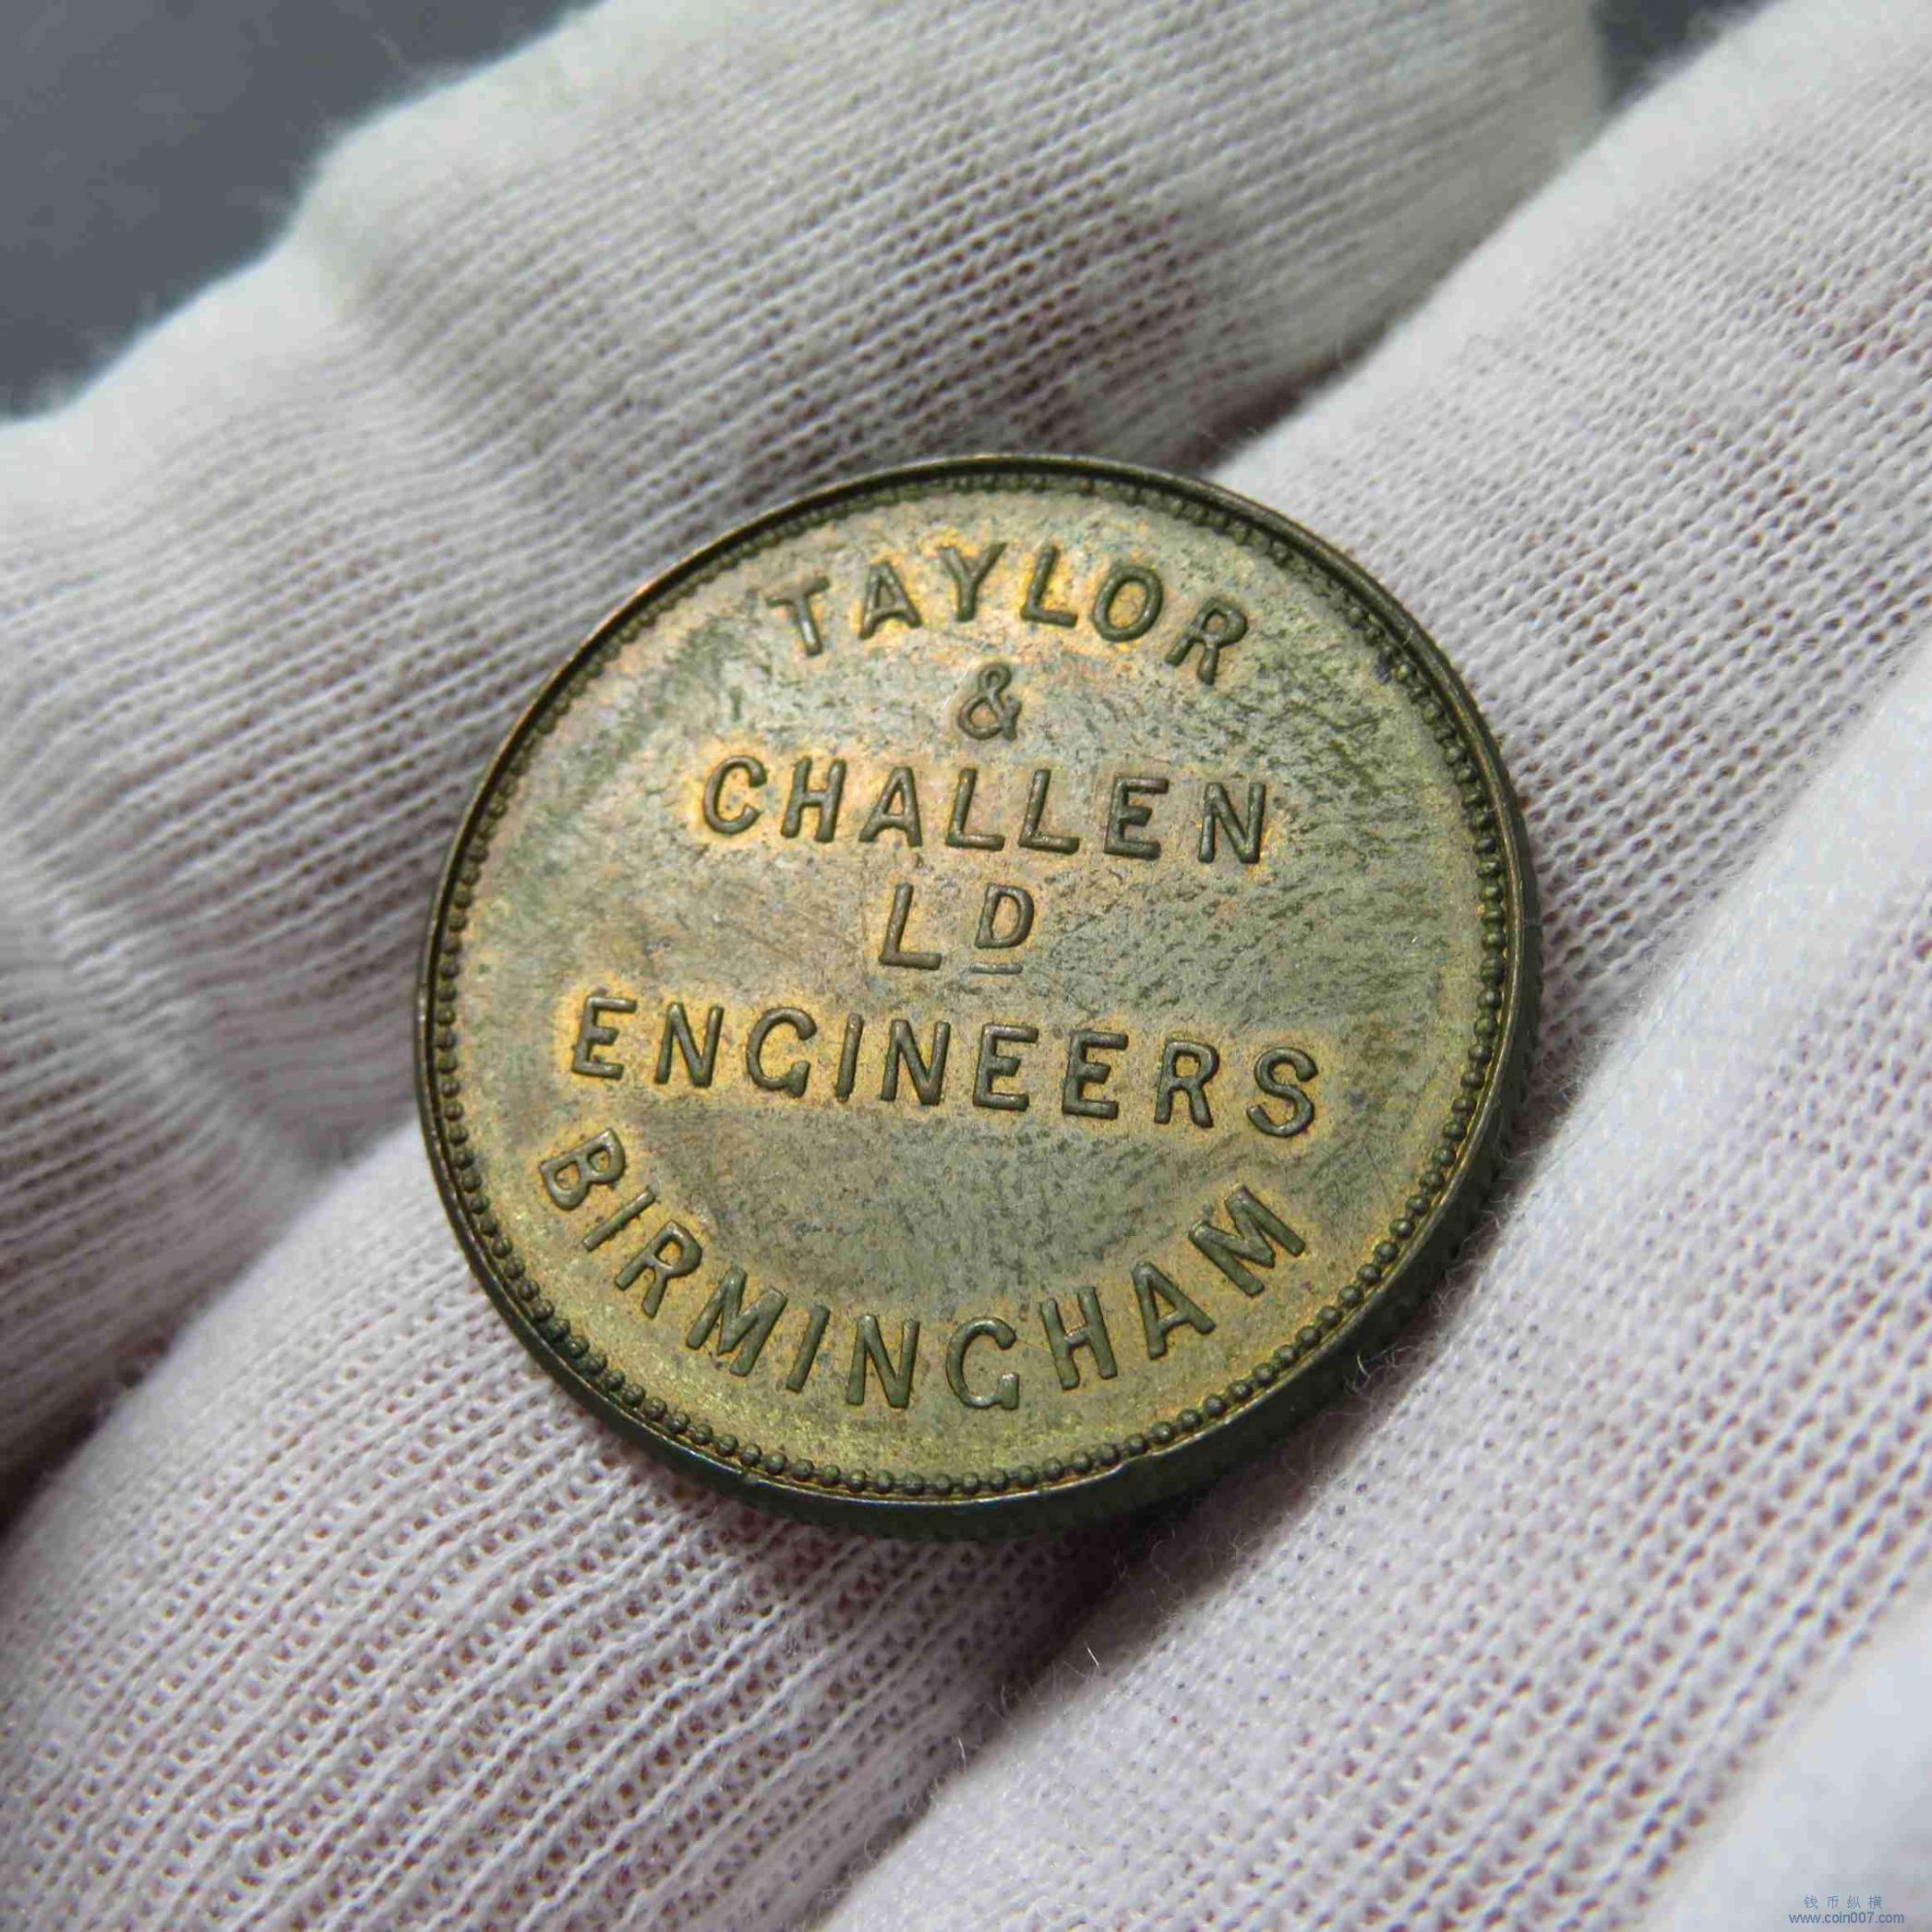 TAYLOR
&
CHALLEN
LD
ENGINEERS
BIRMINGHAM
钱币纵横
www.coin007.com